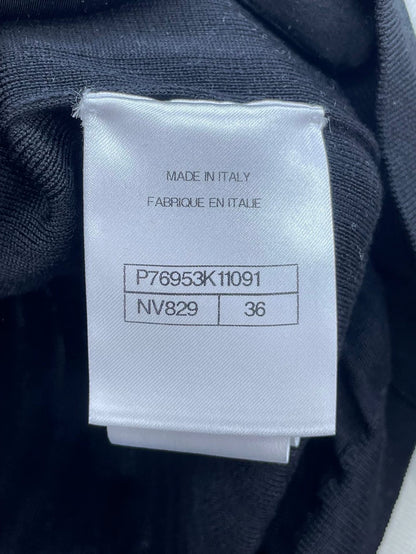 MADE IN ITALY
FABRIQUE EN ITALIE
P76953K11091
NV829 36